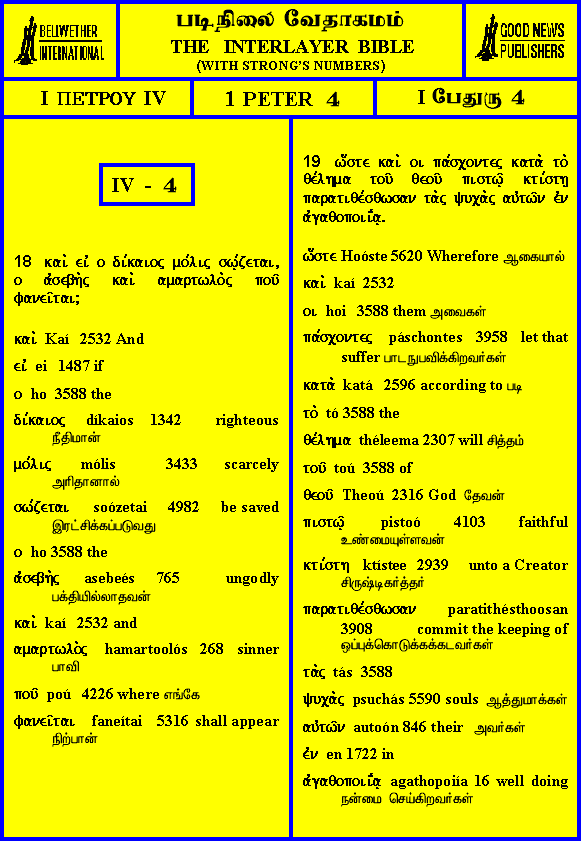 BELLWETHER
INTERNATIONAL
படிநிலை வேதாகமம்
THE INTERLAYER BIBLE
(WITH STRONG'S NUMBERS)
GOOD NEWS
PUBLISHERS
I ΠΕΤΡΟΥ IV
1 PETER 4
I பேதுரு 4
IV - 4
18 καὶ εἰ ο δίκαιος μόλις σῴζεται,
ο ἀσεβὴς καὶ αμαρτωλὸς ποῦ
φανεῖται;
καὶ Kaí 2532 And
εἰ ei 1487 if
ο ho 3588 the
δίκαιος díkaios 1342 righteous
நீதிமான்
μόλις mólis 3433 scarcely
அரிதானால்
σῴζεται soózetai 4982 be saved
இரட்சிக்கப்படுவது
ο ho 3588 the
ἀσεβὴς asebeés 765 ungodly
பக்தியில்லாதவன்
καὶ kaí 2532 and
αμαρτωλὸς hamartoolós 268 sinner
பாவி
ποῦ poú 4226 where எங்கே
φανεῖται faneítai 5316 shall appear
நிற்பான்
19 ὥστε καὶ οι πάσχοντες κατὰ τὸ
θέλημα τοῦ θεοῦ πιστῷ κτίστῃ
παρατιθέσθωσαν τὰς ψυχὰς αὐτῶν ἐν
ἀγαθοποιΐᾳ.
ὥστε Hoóste 5620 Wherefore ஆகையால்
καὶ kaí 2532
οι hoi 3588 them அவைகள்
πάσχοντες páschontes 3958 let that
suffer பாடநுபவிக்கிறவர்கள்
κατὰ katá 2596 according to படி
τὸ tó 3588 the
θέλημα théleema 2307 will சித்தம்
τοῦ toú 3588 of
θεοῦ Theoú 2316 God தேவன்
πιστῷ pistoó 4103 faithful
உண்மையுள்ளவன்
κτίστη ktístee 2939 unto a Creator
சிருஷ்டிகர்த்தர்
παρατιθέσθωσαν paratithésthoosan
3908 commit the keeping of
ஒப்புக்கொடுக்கக்கடவர்கள்
τὰς tás 3588
ψυχὰς psuchás 5590 souls ஆத்துமாக்கள்
αὐτῶν autoón 846 their அவர்கள்
ἐν en 1722 in
ἀγαθοποιΐᾳ agathopoiía 16 well doing
நன்மை செய்கிறவர்கள்